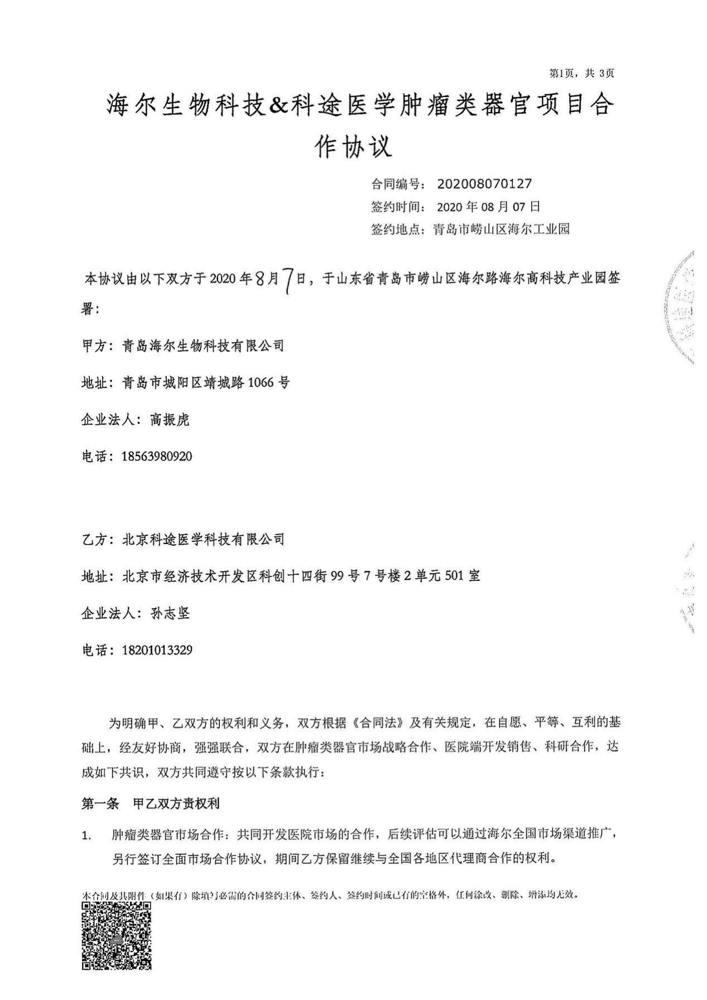 第1页，共 3页
海尔生物科技&科途医学肿瘤类器官项目合
作协议
合同编号： 202008070127
签约时间： 2020 年 08 月 07 日
签约地点：青岛市崂山区海尔工业园
本协议由以下双方于 2020 年 8 月 7 日，于山东省青岛市崂山区海尔路海尔高科技产业园签
署：
甲方：青岛海尔生物科技有限公司
地址：青岛市城阳区靖城路 1066 号
企业法人：高振虎
电话：18563980920
乙方：北京科途医学科技有限公司
地址：北京市经济技术开发区科创十四街 99 号 7 号楼 2 单元 501 室
企业法人：孙志坚
电话：18201013329
为明确甲、乙双方的权利和义务，双方根据《合同法》及有关规定，在自愿、平等、互利的基
础上，经友好协商，强强联合，双方在肿瘤类器官市场战略合作、医院端开发销售、科研合作，达
成如下共识，双方共同遵守按以下条款执行：
第一条 甲乙双方责权利
1. 肿瘤类器官市场合作：共同开发医院市场的合作，后续评估可以通过海尔全国市场渠道推广，
另行签订全面市场合作协议，期间乙方保留继续与全国各地区代理商合作的权利。
本合同及其附件（如果有）除填写必需的合同签约主体、签约人、签约时间或已有的空格外，任何涂改、删除、增添均无效。